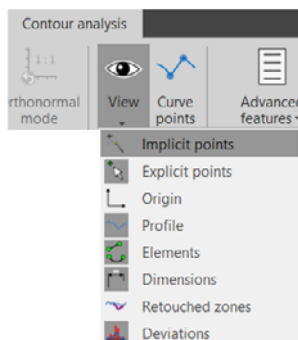 Contour analysis
1:1
rthonormal mode
View
Curve points
Advanced features
Implicit points
Explicit points
Origin
Profile
Elements
Dimensions
Retouched zones
Deviations